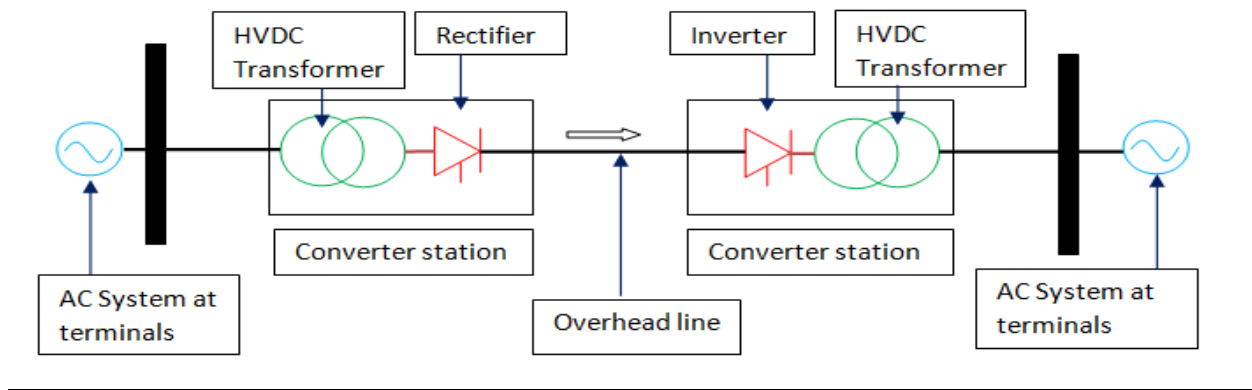 HVDC
Transformer
Rectifier
Inverter
HVDC
Transformer
Converter station
Converter station
AC System at
terminals
Overhead line
AC System at
terminals